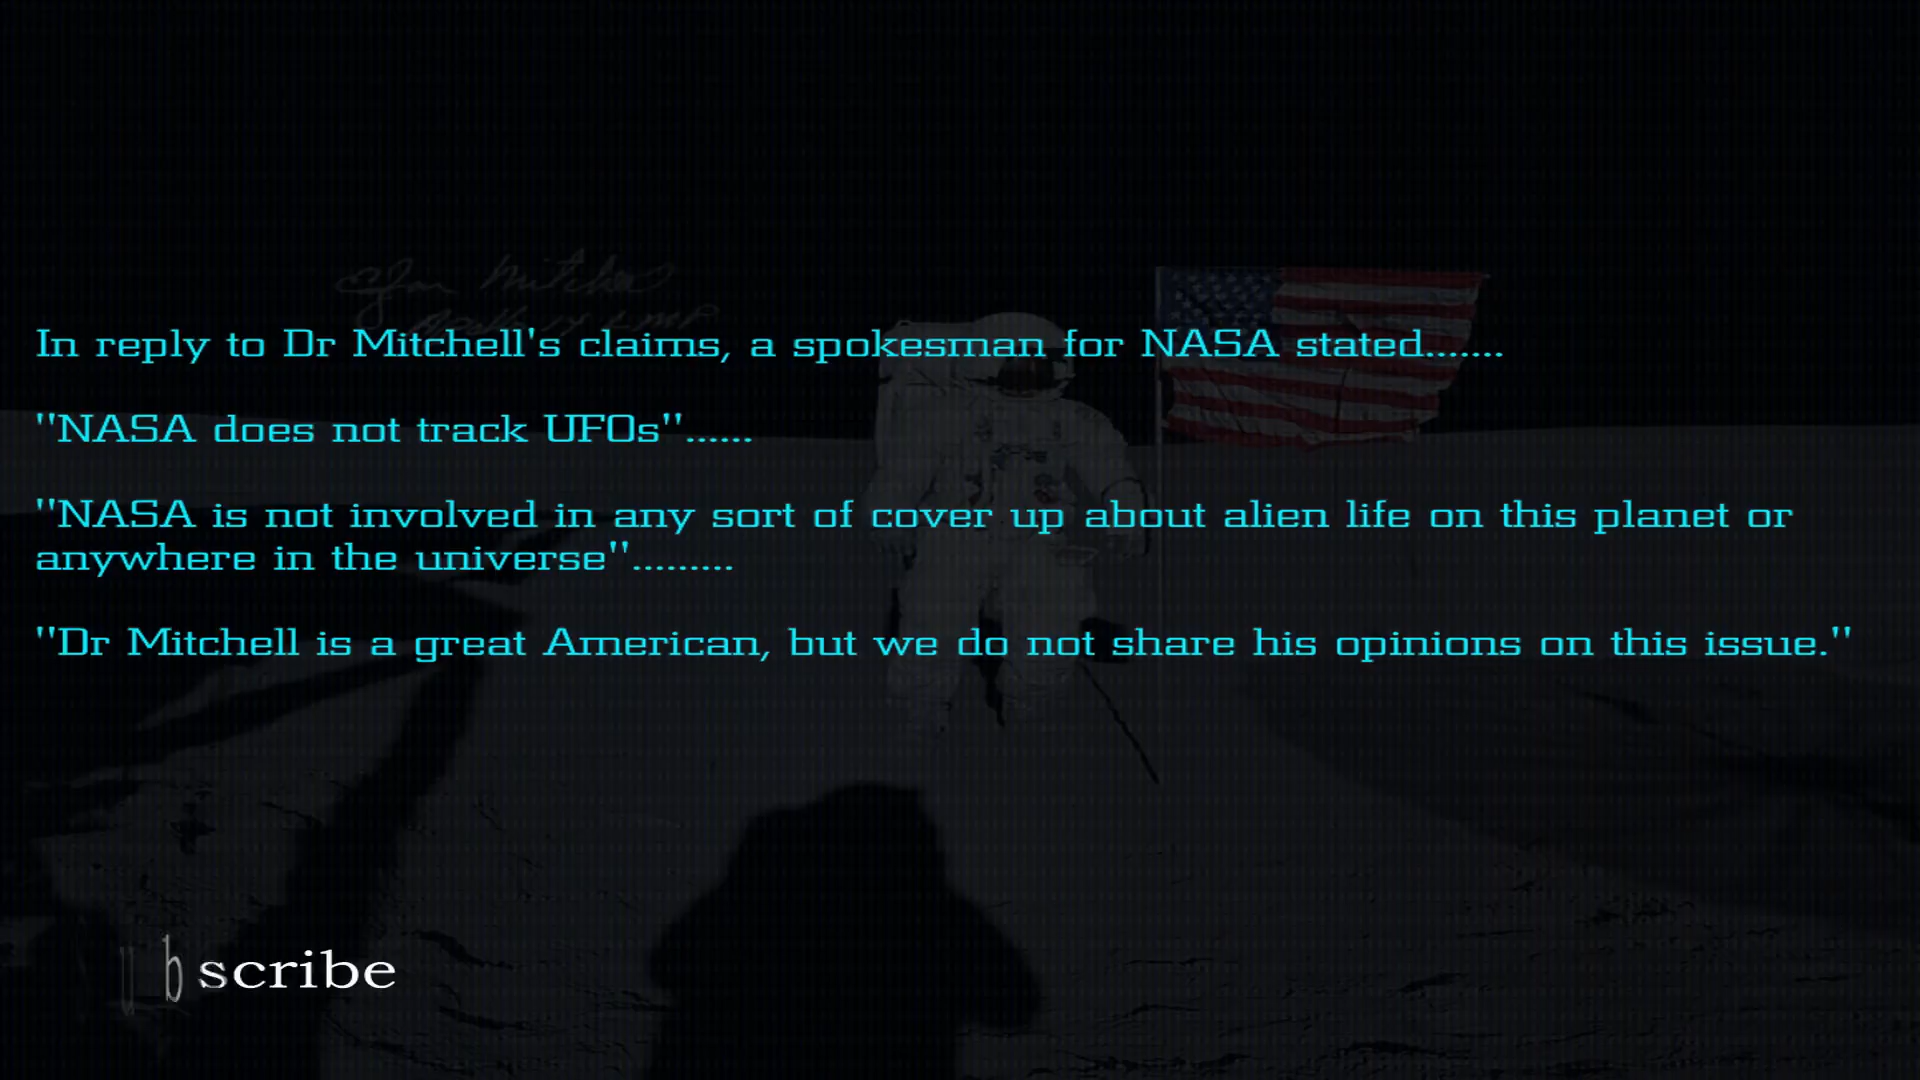 Mitchell
In reply to Dr Mitchell's claims, a spokesman for NASA stated.......
"NASA does not track UFOs"......
"NASA is not involved in any sort of cover up about alien life on this planet or
anywhere in the universe".........
"Dr Mitchell is a great American, but we do not share his opinions on this issue."
ub scribe